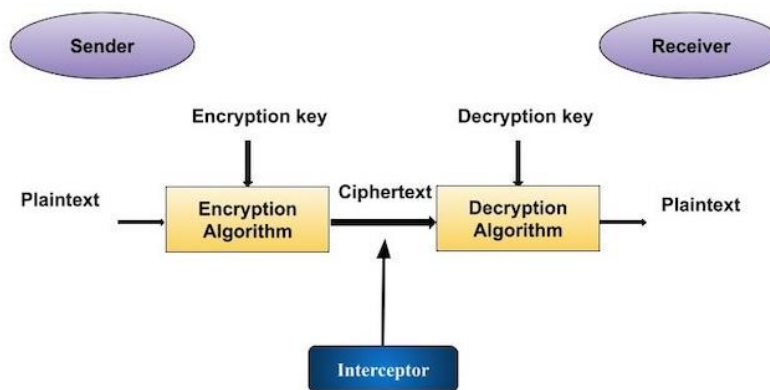 Sender
Receiver
Encryption key
Decryption key
Plaintext
Encryption
Algorithm
Ciphertext
Decryption
Algorithm
Plaintext
Interceptor